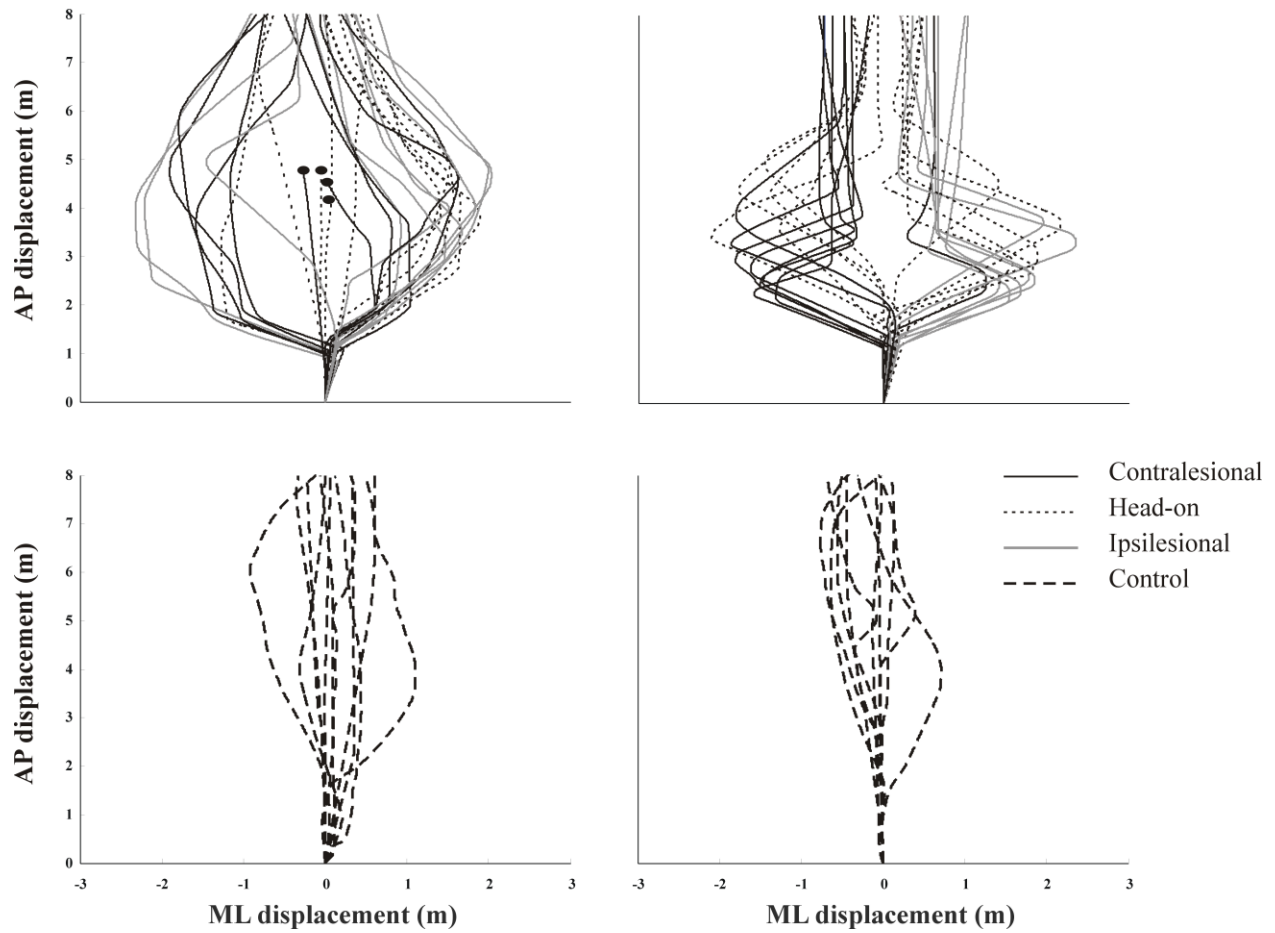 8
7
6
5
4
3
2
1
0
AP displacement (m)
8
7
6
5
4
3
2
1
0
AP displacement (m)
-3 -2 -1 0 1 2 3
ML displacement (m)
-3 -2 -1 0 1 2 3
ML displacement (m)
Contralesional
Head-on
Ipsilesional
Control